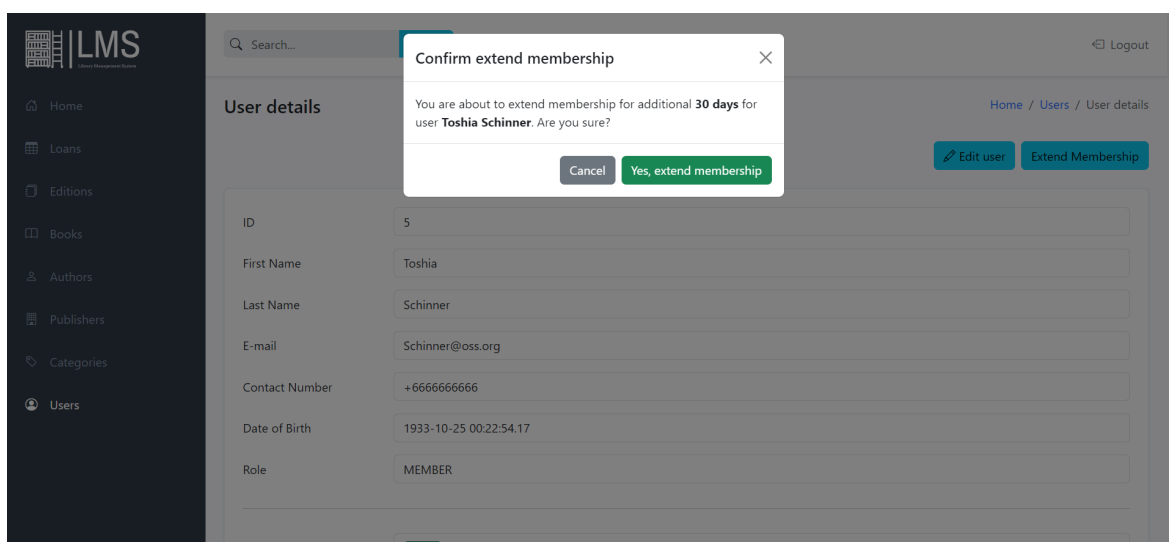 LMS
Library Management System
Search...
Logout
Home
Loans
Editions
Books
Authors
Publishers
Categories
Users
User details
Home / Users / User details
Edit user
Extend Membership
Confirm extend membership
You are about to extend membership for additional 30 days for
user Toshia Schinner. Are you sure?
Cancel
Yes, extend membership
ID
5
First Name
Toshia
Last Name
Schinner
E-mail
Schinner@oss.org
Contact Number
+6666666666
Date of Birth
1933-10-25 00:22:54.17
Role
MEMBER